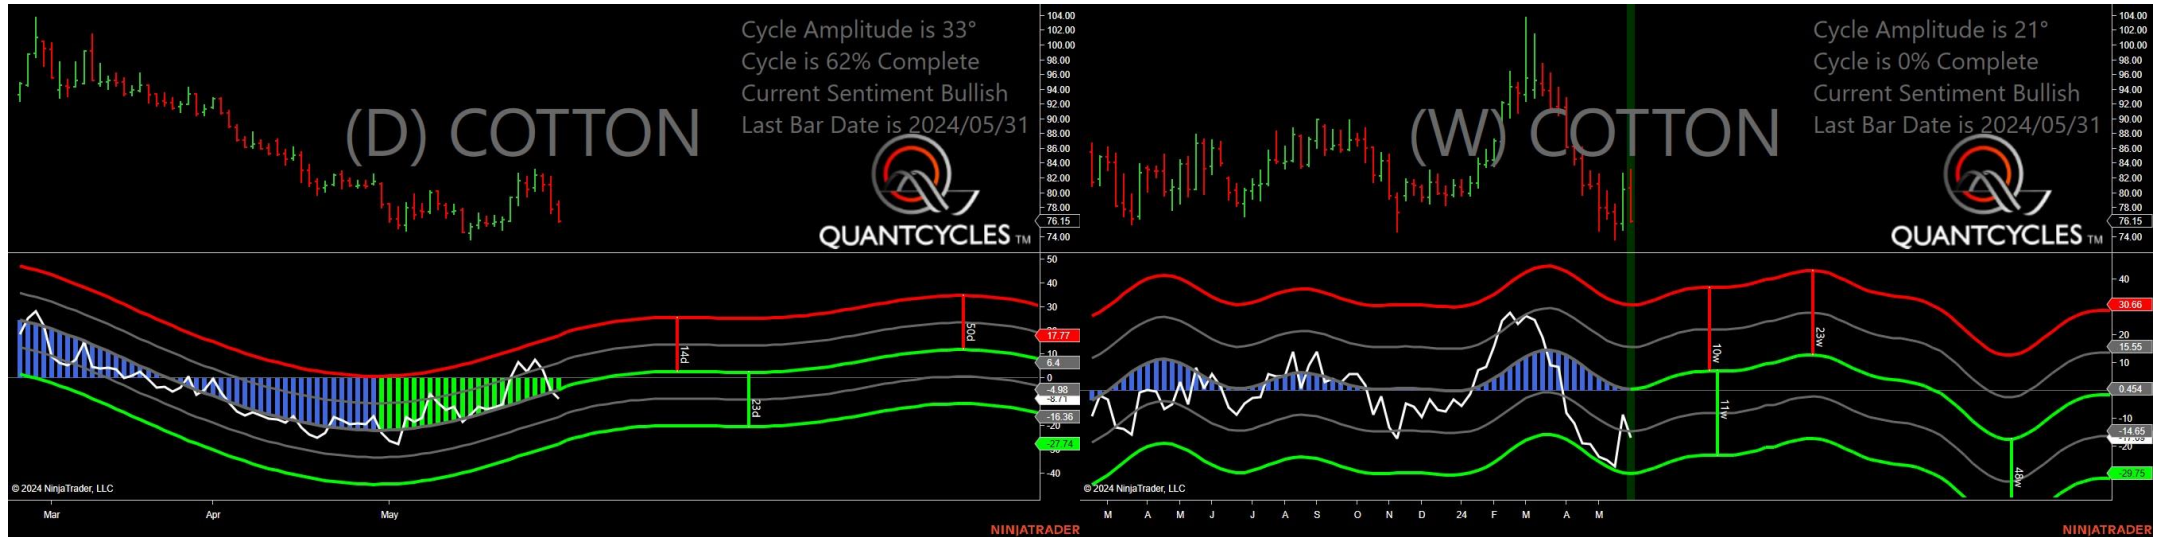 Cycle Amplitude is 33°
Cycle is 62% Complete
Current Sentiment Bullish
Last Bar Date is 2024/05/31
(D) COTTON
QUANTCYCLES TM
104.00
102.00
100.00
98.00
96.00
94.00
92.00
90.00
88.00
86.00
84.00
82.00
80.00
78.00
76.15
74.00
50
40
30
17.77
10
6.4
0
-4.98
-8.71
-16.36
-20
-27.74
-40
14d
23d
50d
© 2024 NinjaTrader, LLC
Mar
Apr
May
NINJATRADER
Cycle Amplitude is 21°
Cycle is 0% Complete
Current Sentiment Bullish
Last Bar Date is 2024/05/31
(W) COTTON
QUANTCYCLES TM
104.00
102.00
100.00
98.00
96.00
94.00
92.00
90.00
88.00
86.00
84.00
82.00
80.00
78.00
76.15
74.00
40
30.66
20
15.55
10
0.454
-10
-14.65
-20
-29.75
10w
11w
23w
48w
© 2024 NinjaTrader, LLC
M
A
M
J
J
A
S
O
N
D
24
F
M
A
M
NINJATRADER